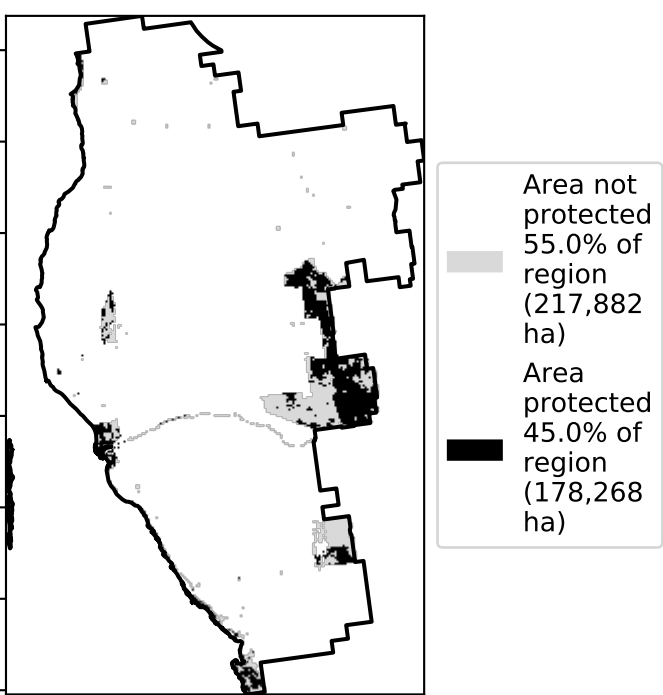 Area not
protected
55.0% of
region
(217,882
ha)
Area
protected
45.0% of
region
(178,268
ha)